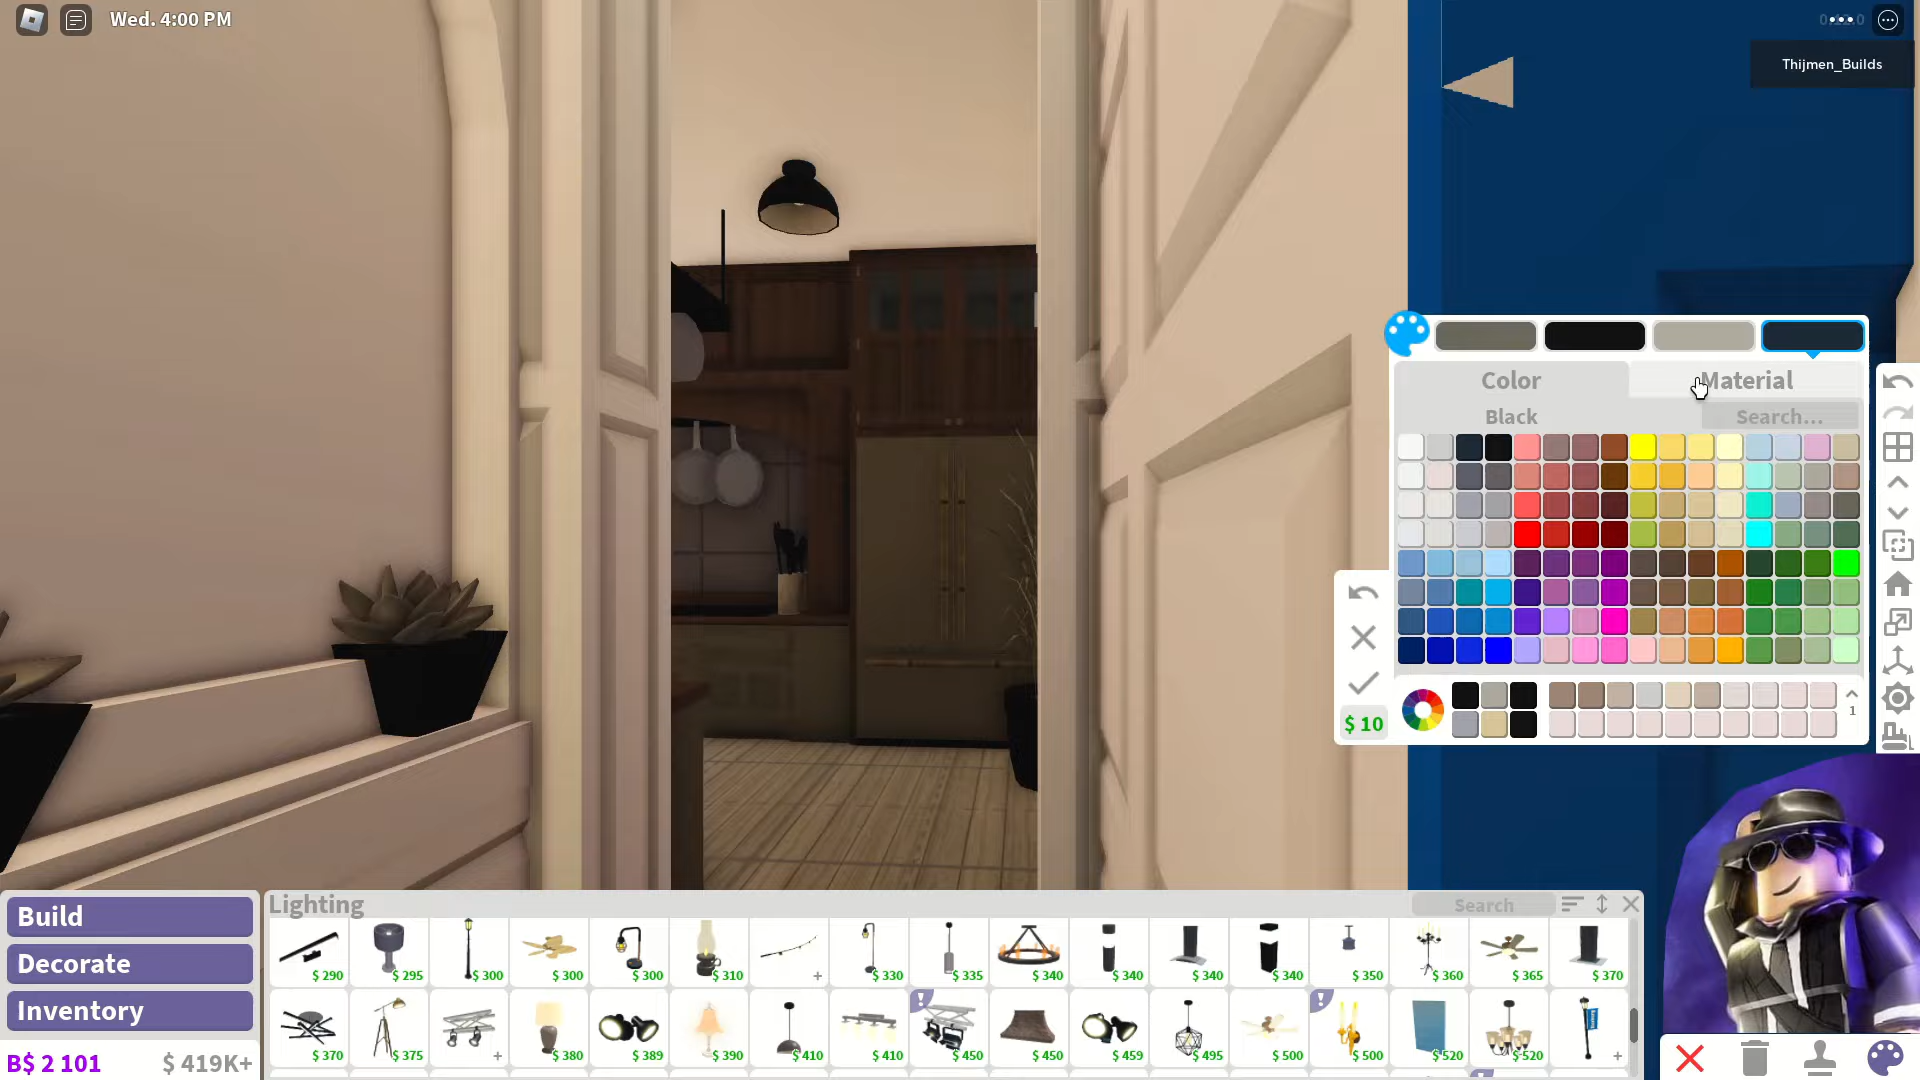 Wed. 4:00 PM
Thijmen_Builds
Color
Material
Black
Search...
$ 10
1
Build
Decorate
Inventory
B$ 2 101
$ 419K+
Lighting
Search
$ 290
$ 295
$ 300
$ 300
$ 300
$ 310
+
$ 330
$ 335
$ 340
$ 340
$ 340
$ 340
$ 350
$ 360
$ 365
$ 370
$ 370
$ 375
+
$ 380
$ 389
$ 390
$ 410
$ 410
$ 450
$ 450
$ 459
$ 495
$ 500
$ 500
$ 520
$ 520
+